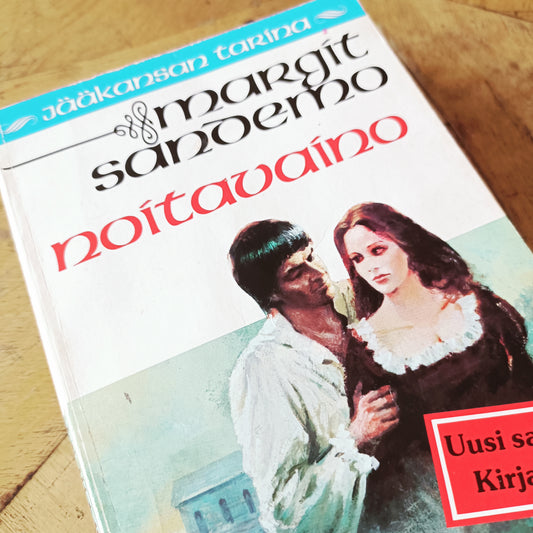 Jääkansan tarina
margit
sandemo
noitavaino
Uusi sa
Kirja